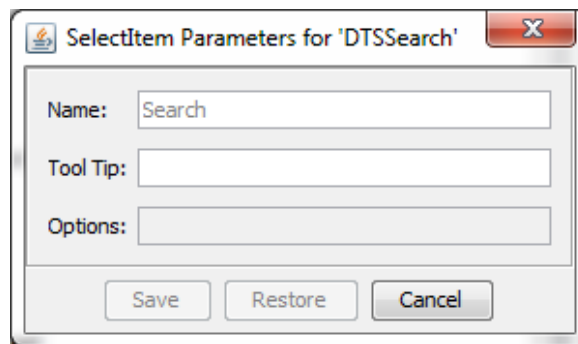 SelectItem Parameters for 'DTSSearch'
Name: Search
Tool Tip:
Options:
Save Restore Cancel